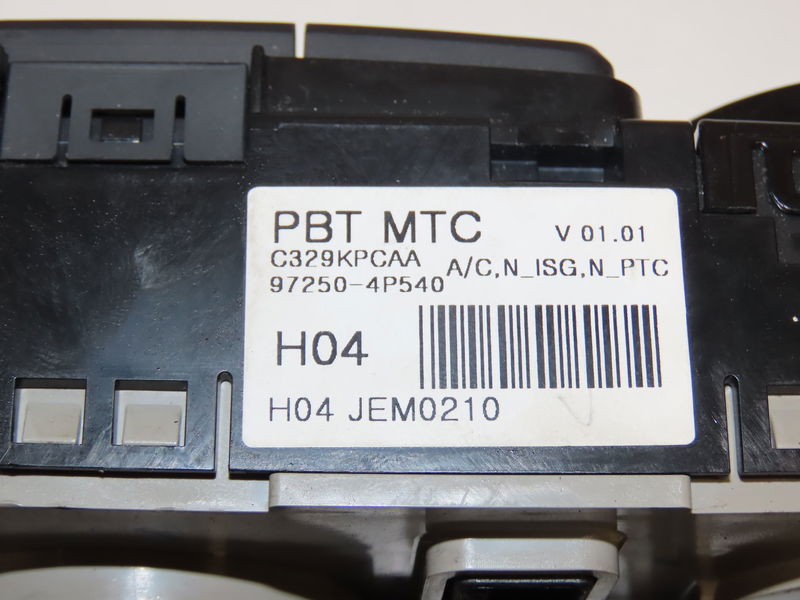 PBT MTC V 01.01
C329KPCAA A/C,N_ISG,N_PTC
97250-4P540
H04
H04 JEM0210